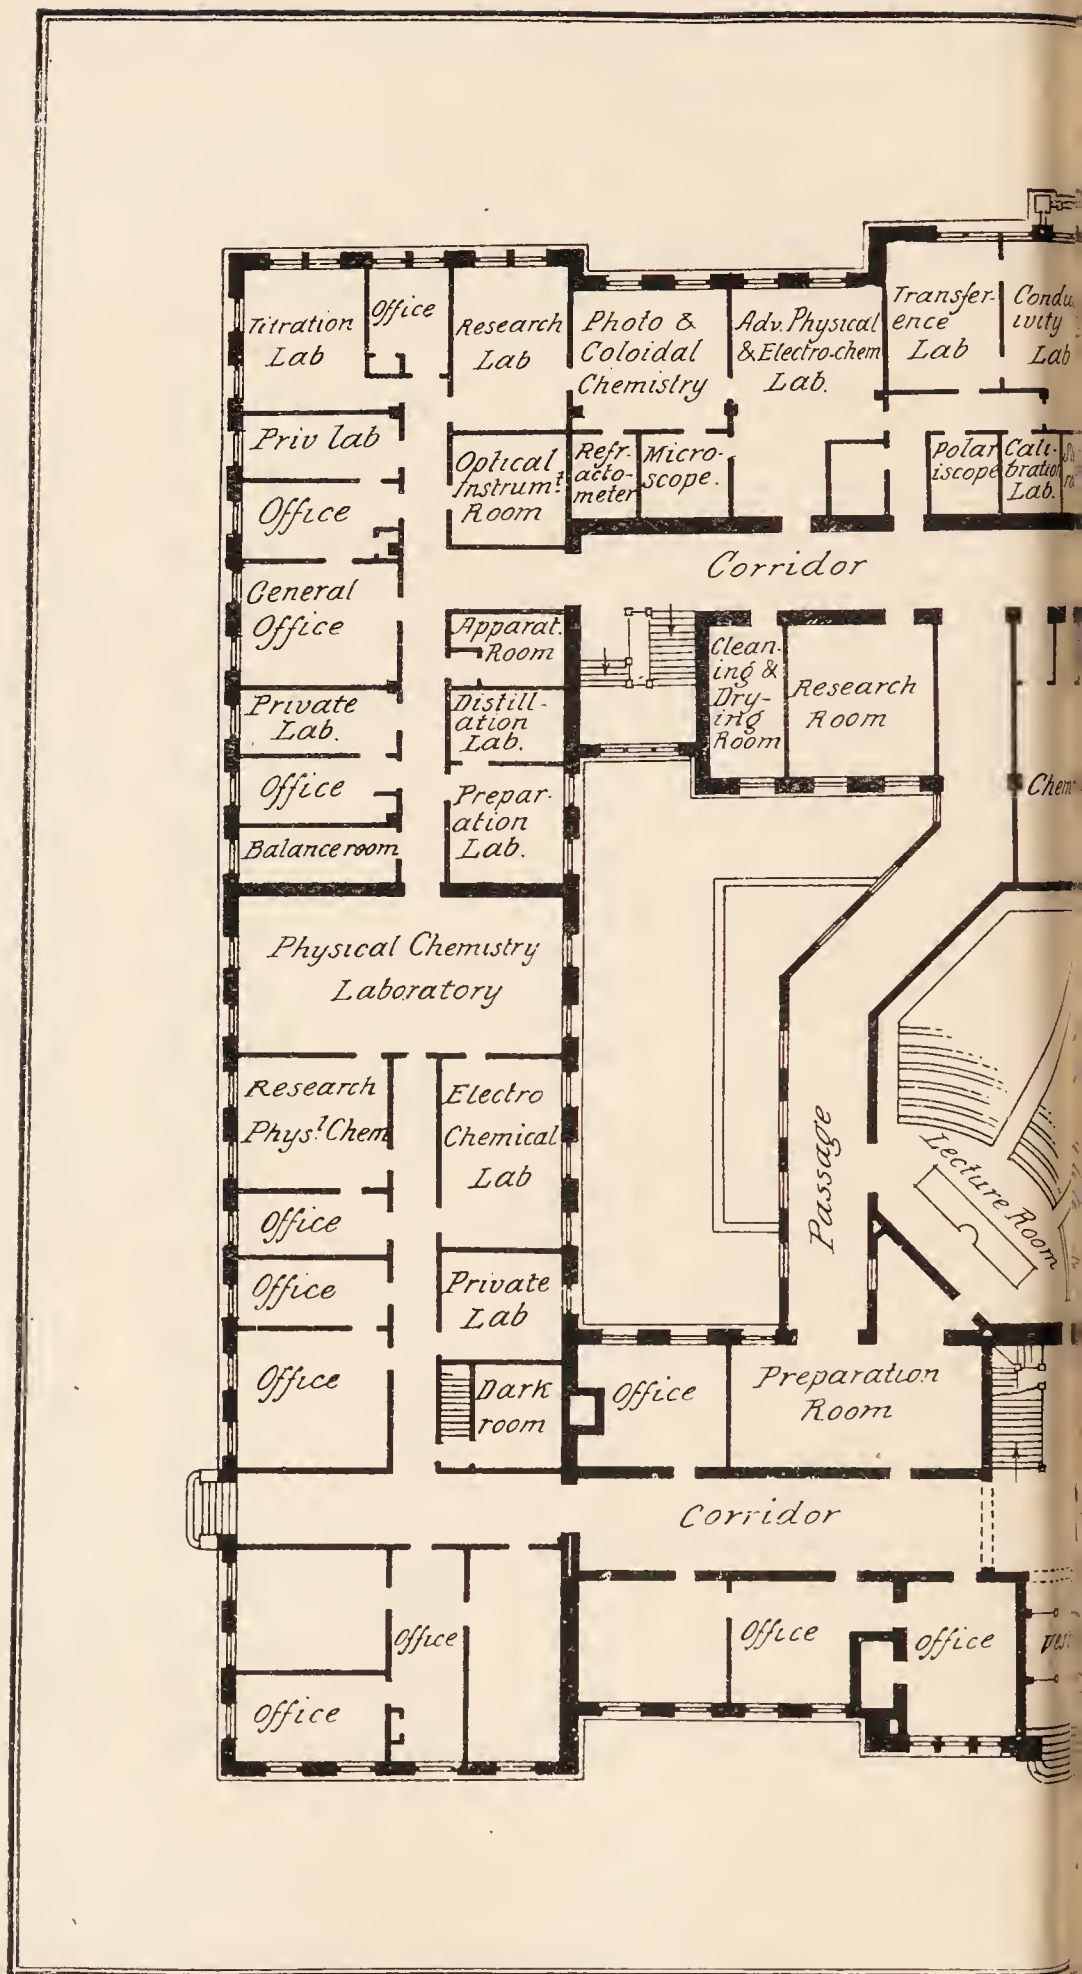 Titration
Lab
Office
Research
Lab
Photo &
Coloidal
Chemistry
Adv. Physical
& Electro-chem
Lab.
Transfer-
ence
Lab
Lab
Priv lab
Office
Optical
Instrumt
Room
Refr-
acto-
meter
Micro-
scope.
Polar
iscope
Cali-
bration
Lab.
Corridor
General
Office
Apparat.
Room
Clean-
ing &
Dry-
ing
Room
Research
Room
Private
Lab.
Distill-
ation
Lab.
Office
Prepar-
ation
Lab.
Balance room
Physical Chemistry
Laboratory
Research
Physl Chem
Electro
Chemical
Lab
Passage
Lecture Room
Office
Office
Private
Lab
Office
Dark
room
Office
Preparation
Room
Corridor
Office
Office
Office
Office